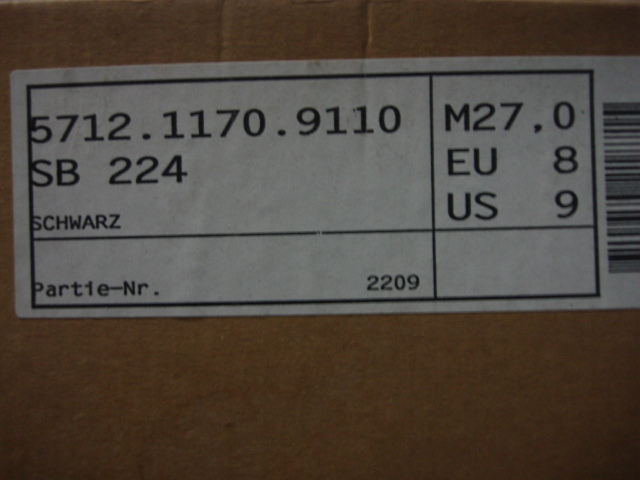 5712.1170.9110
SB 224
SCHWARZ
Partie-Nr. 2209
M27,0
EU 8
US 9